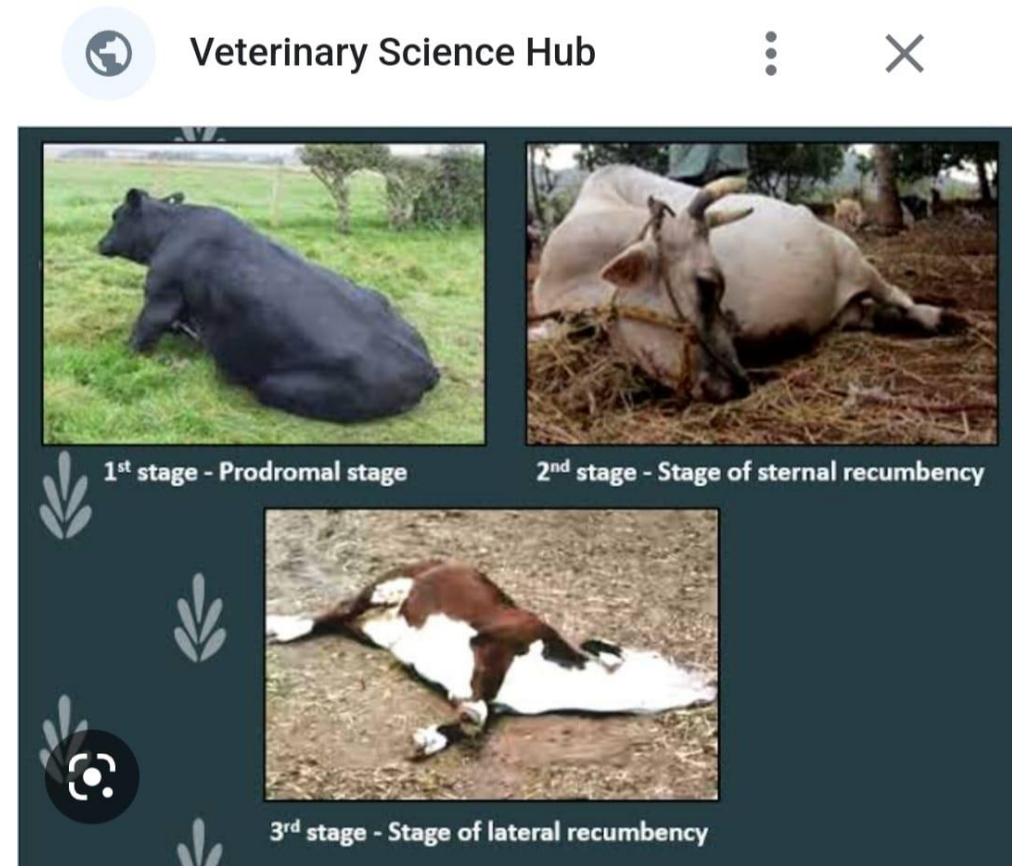 Veterinary Science Hub
1st stage - Prodromal stage
2nd stage - Stage of sternal recumbency
3rd stage - Stage of lateral recumbency